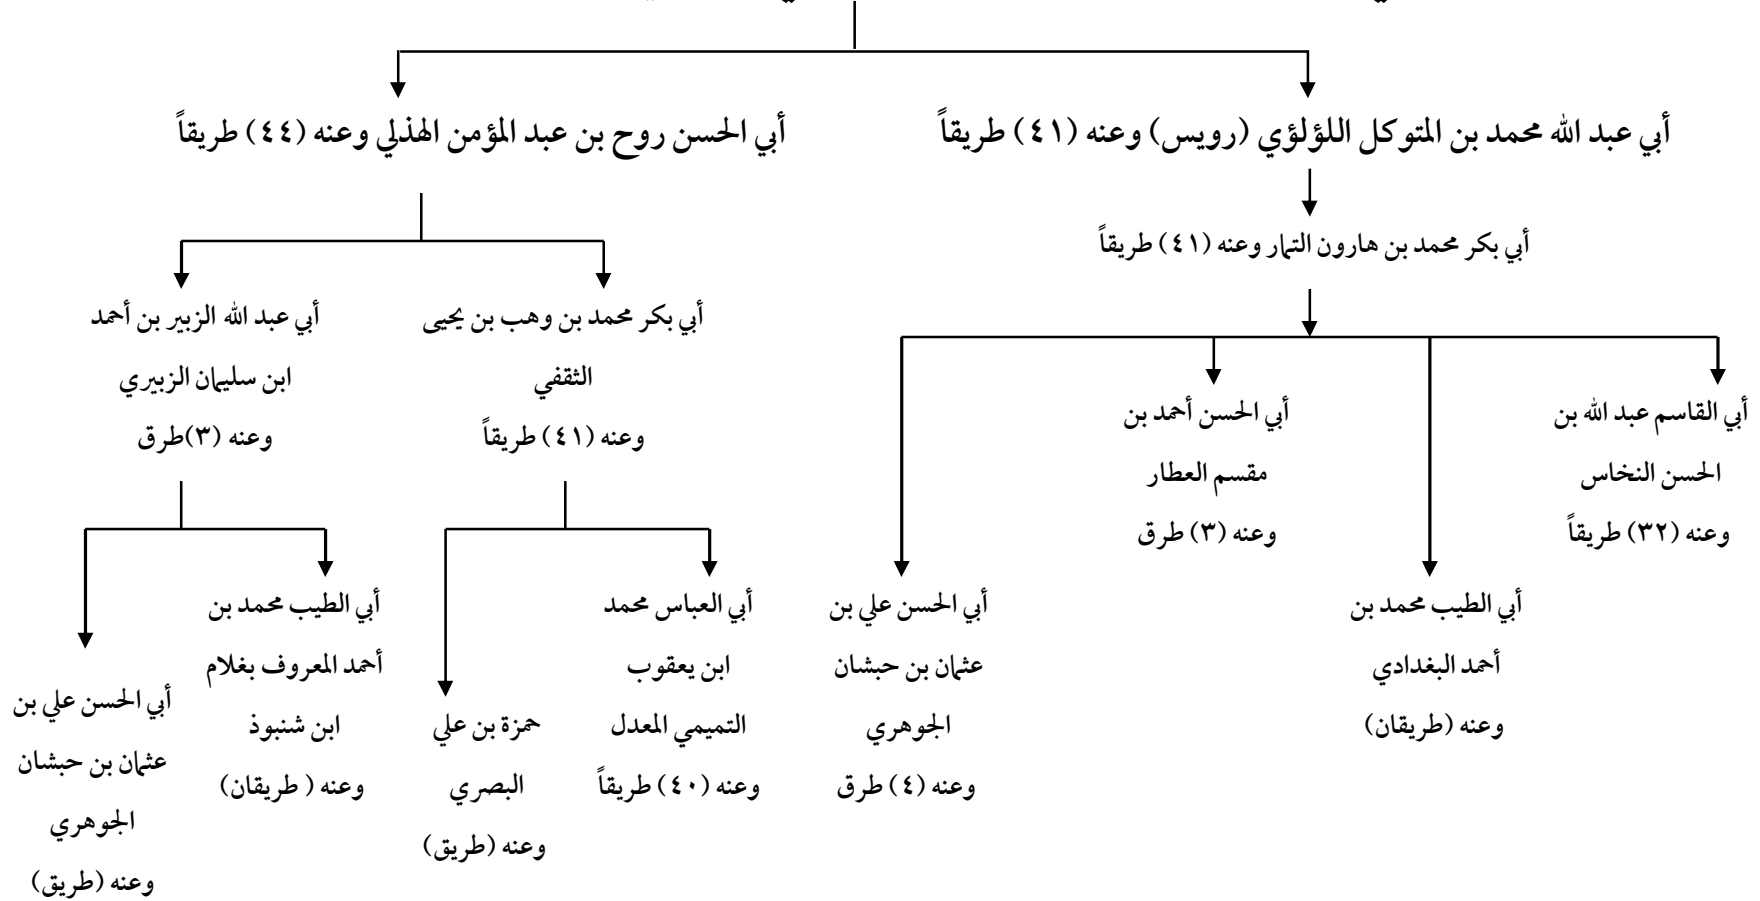 أبي عبد الله محمد بن المتوكل اللؤلؤي (رويس) وعنه (٤١) طريقاً
أبي الحسن روح بن عبد المؤمن الهذلي وعنه (٤٤) طريقاً
أبي بكر محمد بن هارون التمار وعنه (٤١) طريقاً
أبي القاسم عبد الله بن
الحسن النخاس
وعنه (٣٢) طريقاً
أبي الطيب محمد بن
أحمد البغدادي
وعنه (طريقان)
أبي الحسن أحمد بن
مقسم العطار
وعنه (٣) طرق
أبي الحسن علي بن
عثمان بن حبشان
الجوهري
وعنه (٤) طرق
أبي بكر محمد بن وهب بن يحيى
الثقفي
وعنه (٤١) طريقاً
أبي عبد الله الزبير بن أحمد
ابن سليمان الزبيري
وعنه (٣)طرق
أبي العباس محمد
ابن يعقوب
التميمي المعدل
وعنه (٤٠) طريقاً
حمزة بن علي
البصري
وعنه (طريق)
أبي الطيب محمد بن
أحمد المعروف بغلام
ابن شنبوذ
وعنه ( طريقان)
أبي الحسن علي بن
عثمان بن حبشان
الجوهري
وعنه (طريق)